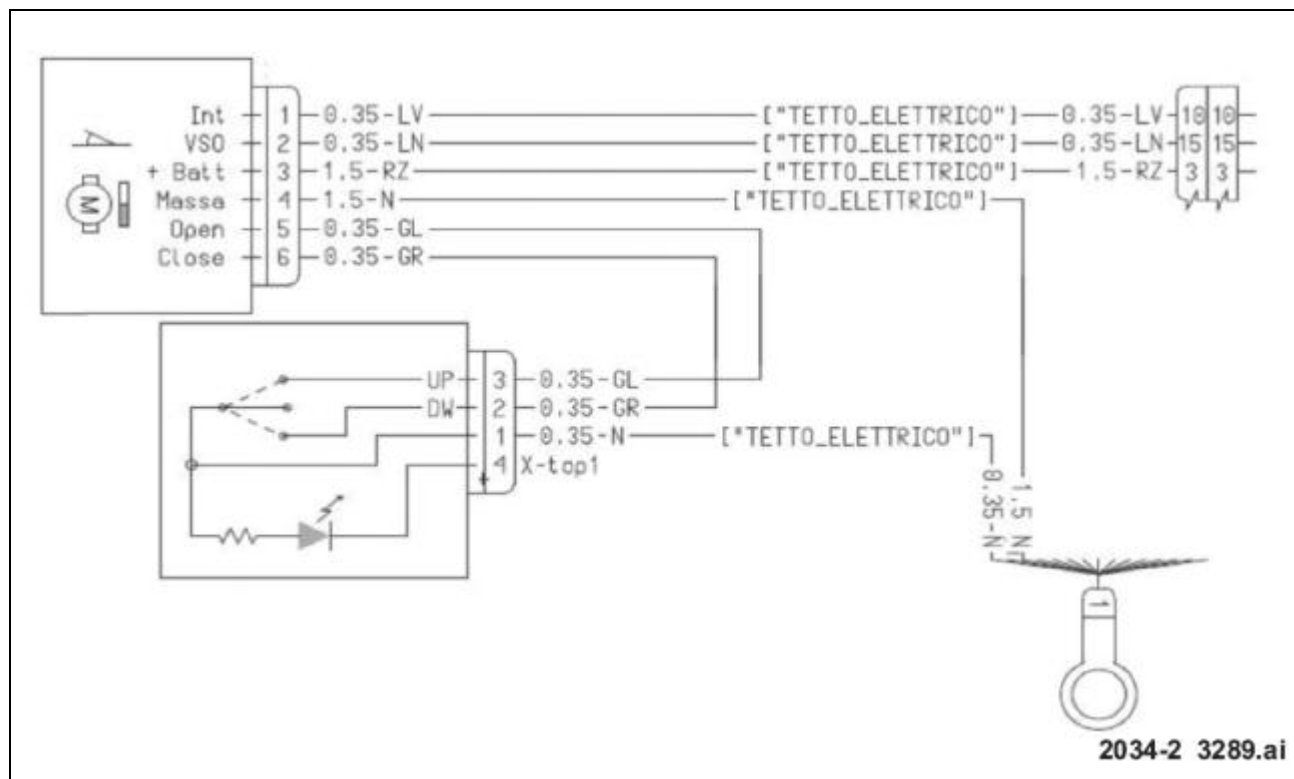 Int 1 0.35-LV ["TETTO_ELETTRICO"] 0.35-LV 10 10
VSO 2 0.35-LN ["TETTO_ELETTRICO"] 0.35-LN 15 15
+ Batt 3 1.5-RZ ["TETTO_ELETTRICO"] 1.5-RZ 3 3
Massa 4 1.5-N ["TETTO_ELETTRICO"]
Open 5 0.35-GL
Close 6 0.35-GR
M
UP 3 0.35-GL
DW 2 0.35-GR
1 0.35-N ["TETTO_ELETTRICO"]
4 X-top1
0.35-N
1.5 N
1
2034-2 3289.ai